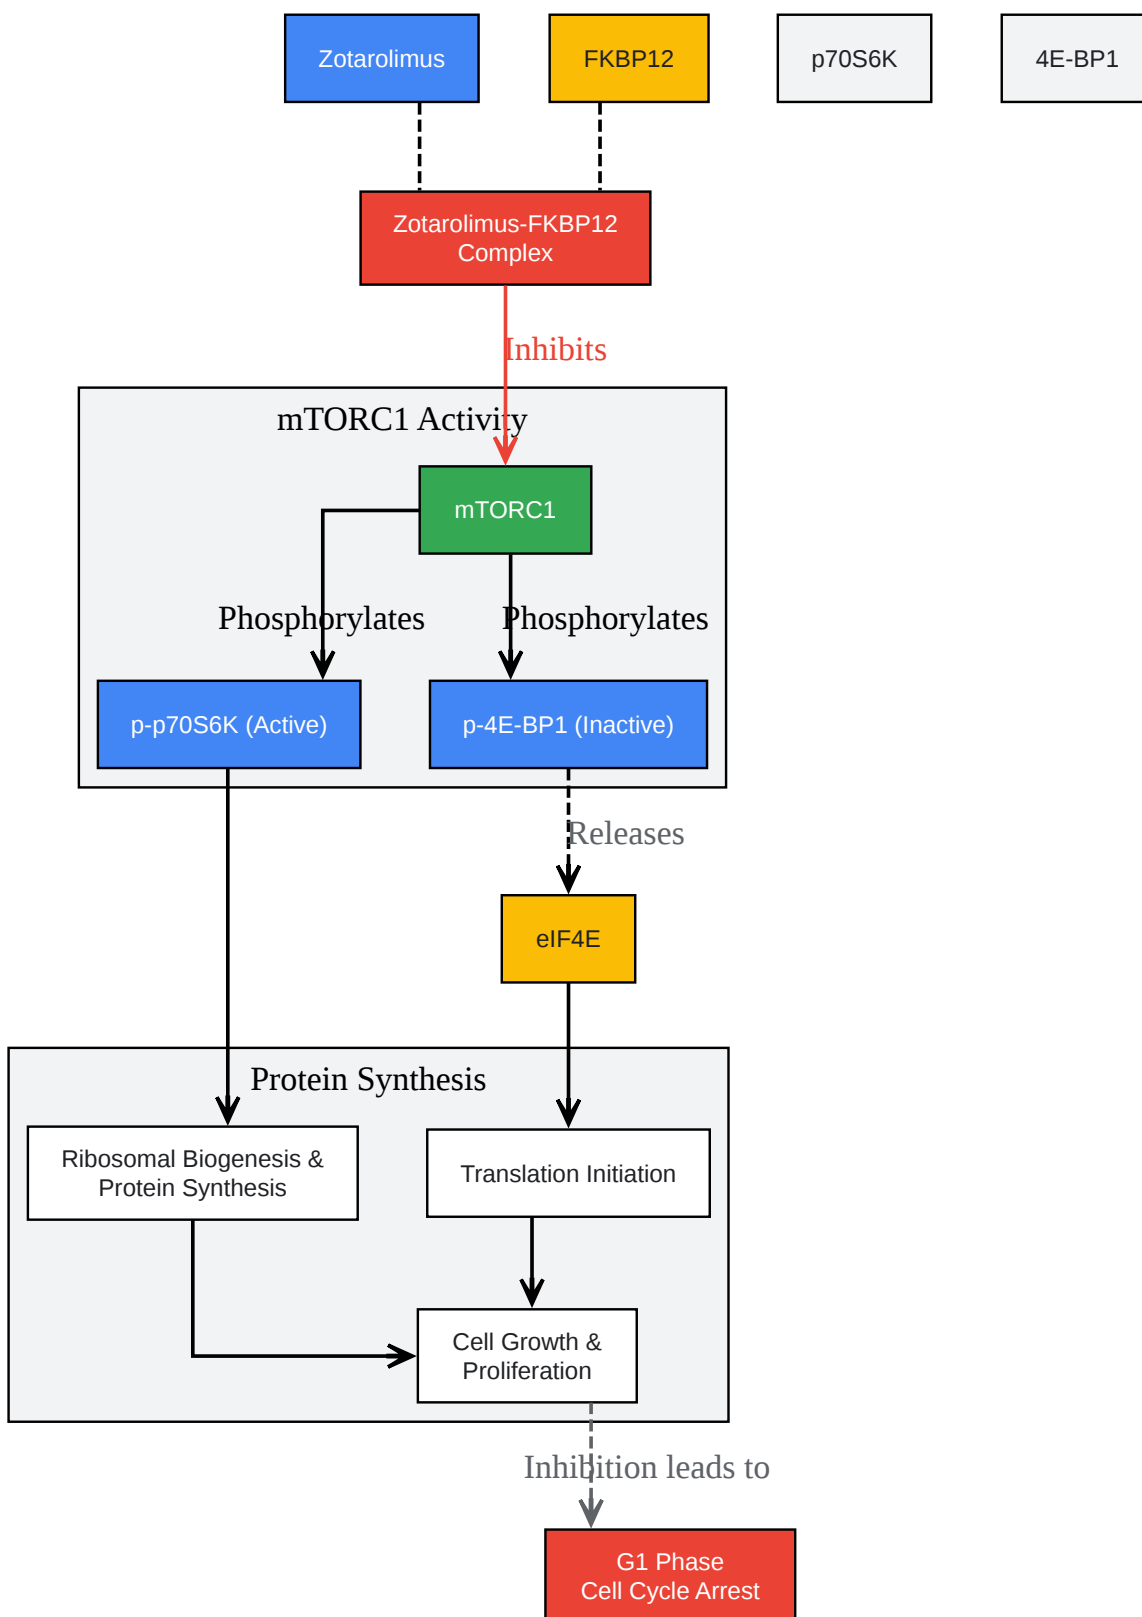 Zotarolimus
FKBP12
p70S6K
4E-BP1
Zotarolimus-FKBP12
Complex
Inhibits
mTORC1 Activity
mTORC1
Phosphorylates
Phosphorylates
p-p70S6K (Active)
p-4E-BP1 (Inactive)
Releases
eIF4E
Protein Synthesis
Ribosomal Biogenesis &
Protein Synthesis
Translation Initiation
Cell Growth &
Proliferation
Inhibition leads to
G1 Phase
Cell Cycle Arrest